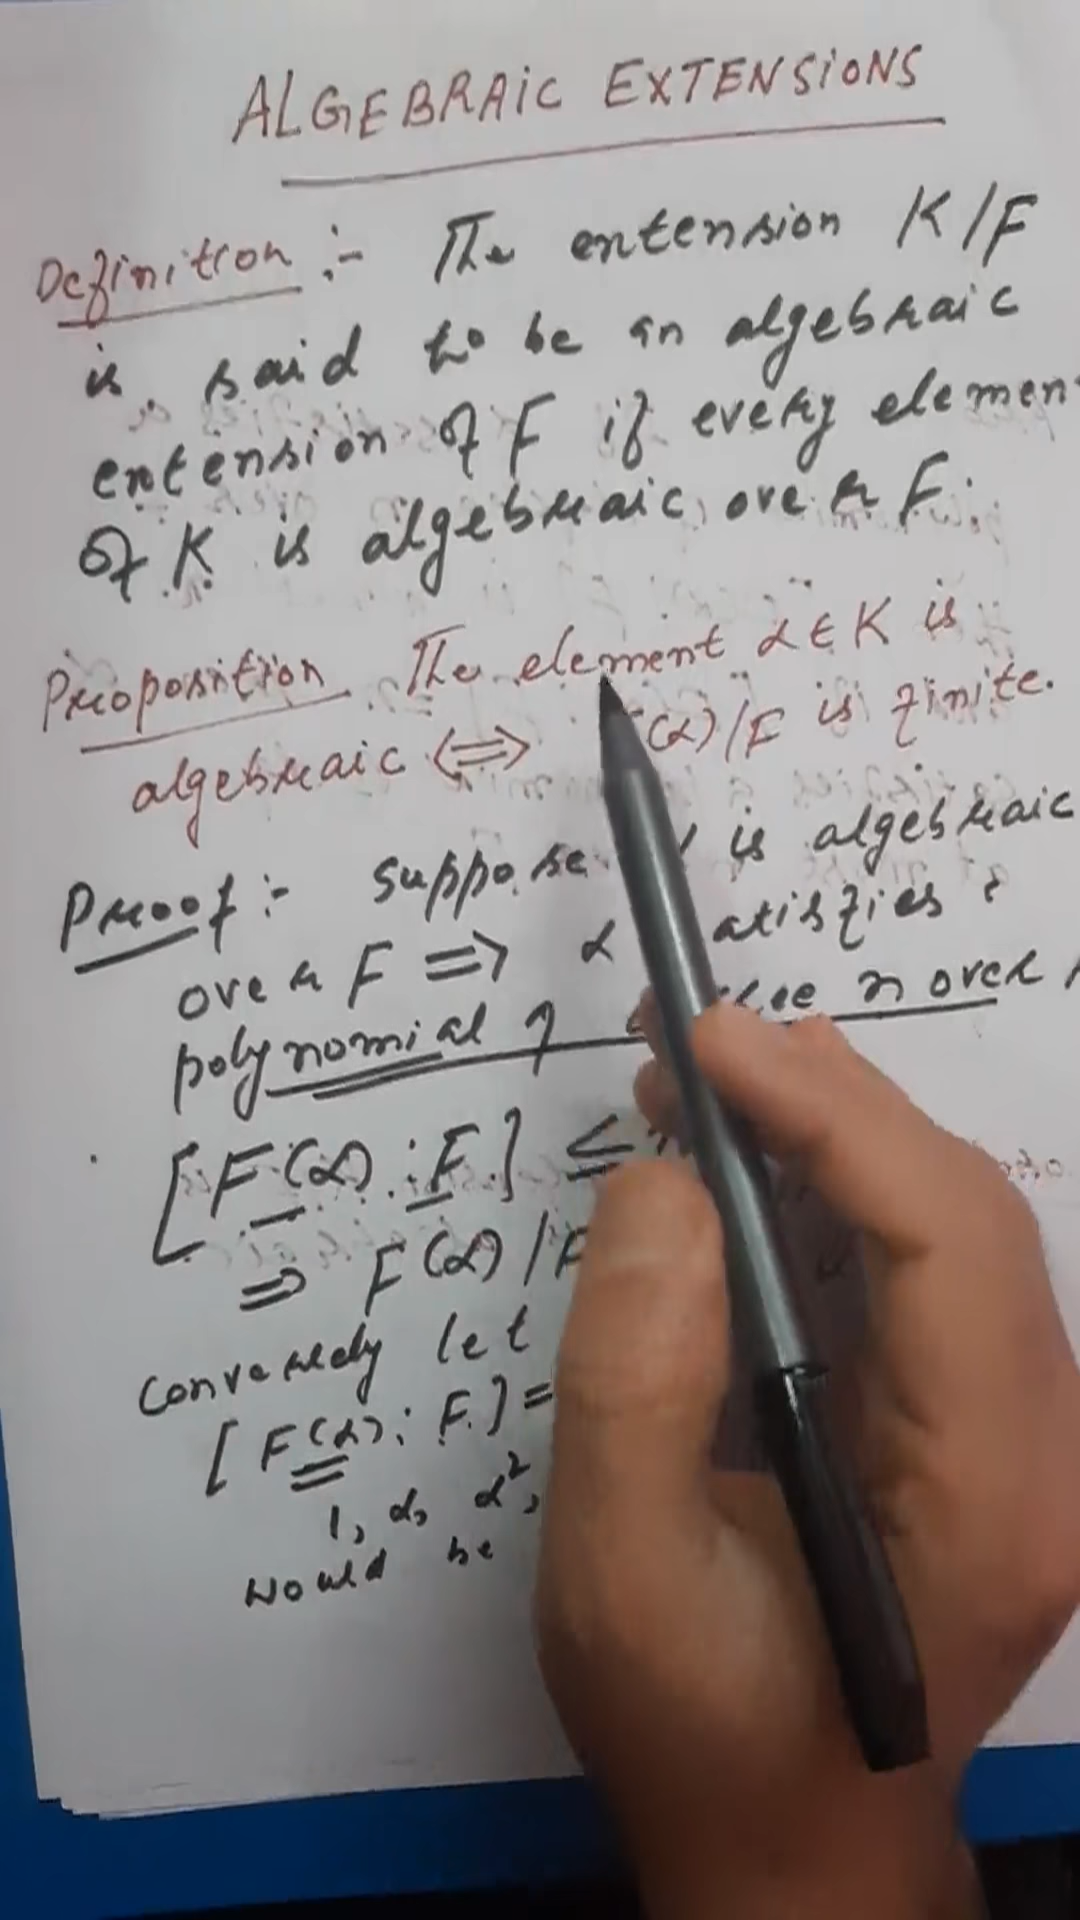 ALGEBRAIC EXTENSIONS
Definition :- The extension K/F
is said to be an algebraic
extension of F if every elemen
of K is algebraic over F.
Proposition The element α ∈ K is
algebraic ⟺ (α)/F is finite.
Proof :- suppose is algebraic
over F ⟹ α
polynomial of n over
[F(α) : F] ≤
⟹ F(α)/F
conversely let
[F(α) : F] =
1, α, α²,
would be